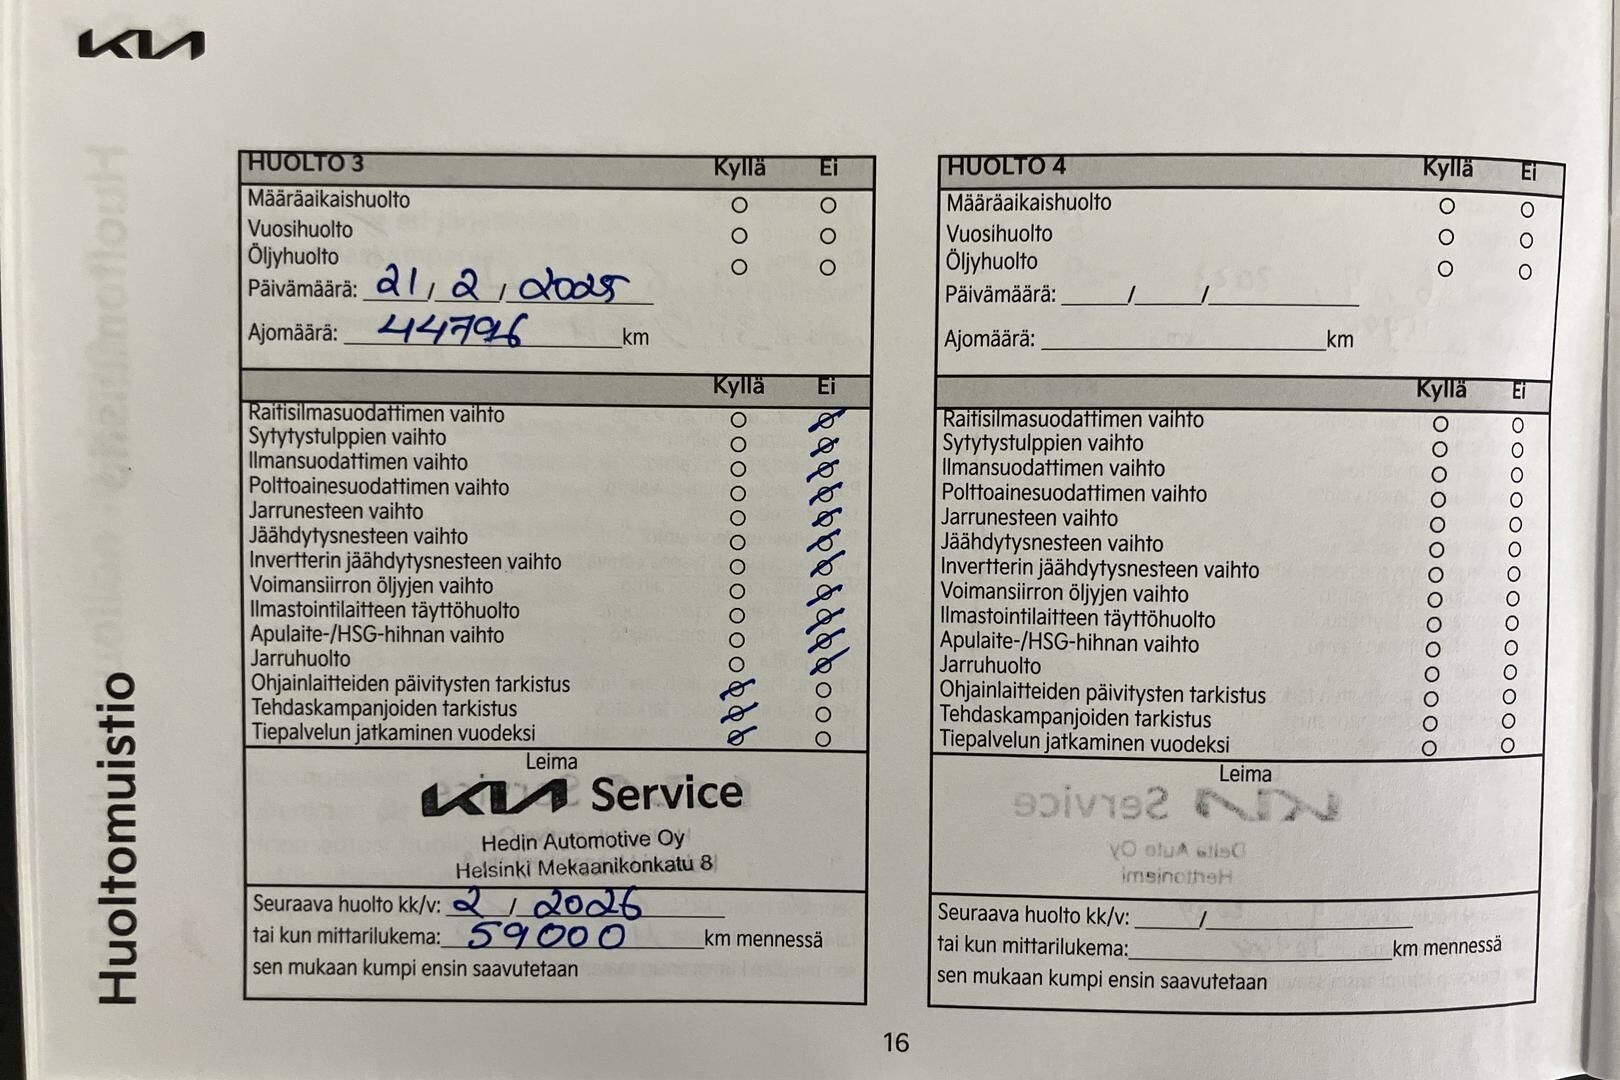 KIA
Huoltomuistio
HUOLTO 3 Kyllä Ei
Määräaikaishuolto
Vuosihuolto
Öljyhuolto
Päivämäärä: 21 / 2 / 2025
Ajomäärä: 44796 km
Kyllä Ei
Raitisilmasuodattimen vaihto
Sytytystulppien vaihto
Ilmansuodattimen vaihto
Polttoainesuodattimen vaihto
Jarrunesteen vaihto
Jäähdytysnesteen vaihto
Invertterin jäähdytysnesteen vaihto
Voimansiirron öljyjen vaihto
Ilmastointilaitteen täyttöhuolto
Apulaite-/HSG-hihnan vaihto
Jarruhuolto
Ohjainlaitteiden päivitysten tarkistus
Tehdaskampanjoiden tarkistus
Tiepalvelun jatkaminen vuodeksi
Leima
KIA Service
Hedin Automotive Oy
Helsinki Mekaanikonkatu 8
Seuraava huolto kk/v: 2 / 2026
tai kun mittarilukema: 59000 km mennessä
sen mukaan kumpi ensin saavutetaan
HUOLTO 4 Kyllä Ei
Määräaikaishuolto
Vuosihuolto
Öljyhuolto
Päivämäärä: / /
Ajomäärä: km
Kyllä Ei
Raitisilmasuodattimen vaihto
Sytytystulppien vaihto
Ilmansuodattimen vaihto
Polttoainesuodattimen vaihto
Jarrunesteen vaihto
Jäähdytysnesteen vaihto
Invertterin jäähdytysnesteen vaihto
Voimansiirron öljyjen vaihto
Ilmastointilaitteen täyttöhuolto
Apulaite-/HSG-hihnan vaihto
Jarruhuolto
Ohjainlaitteiden päivitysten tarkistus
Tehdaskampanjoiden tarkistus
Tiepalvelun jatkaminen vuodeksi
Leima
KIA Service
Delta Auto Oy
Herttoniemi
Seuraava huolto kk/v: /
tai kun mittarilukema: km mennessä
sen mukaan kumpi ensin saavutetaan
16